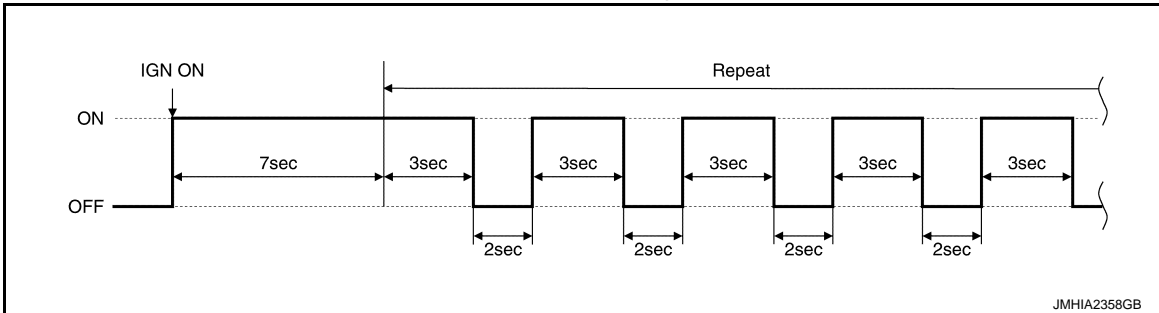 IGN ON
Repeat
ON
7sec 3sec 3sec 3sec 3sec 3sec
OFF
2sec 2sec 2sec 2sec
JMHIA2358GB